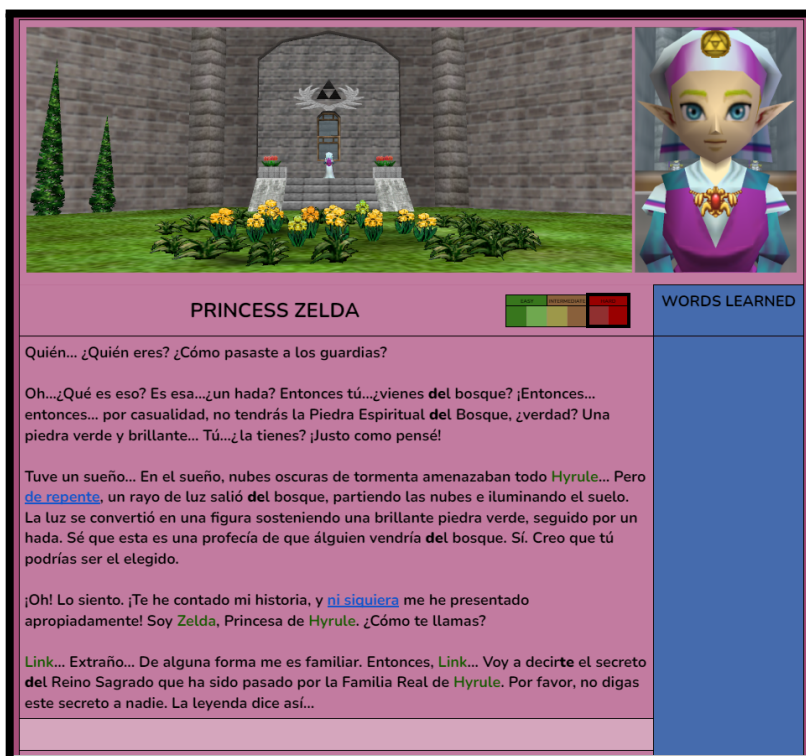 PRINCESS ZELDA
EASY
INTERMEDIATE
WORDS LEARNED
Quién... ¿Quién eres? ¿Cómo pasaste a los guardias?
Oh...¿Qué es eso? Es esa...¿un hada? Entonces tú...¿vienes del bosque? ¡Entonces...
entonces... por casualidad, no tendrás la Piedra Espiritual del Bosque, ¿verdad? Una
piedra verde y brillante... Tú...¿la tienes? ¡Justo como pensé!
Tuve un sueño... En el sueño, nubes oscuras de tormenta amenazaban todo Hyrule... Pero
de repente, un rayo de luz salió del bosque, partiendo las nubes e iluminando el suelo.
La luz se convirtió en una figura sosteniendo una brillante piedra verde, seguido por un
hada. Sé que esta es una profecía de que álguien vendría del bosque. Sí. Creo que tú
podrías ser el elegido.
¡Oh! Lo siento. ¡Te he contado mi historia, y ni siquiera me he presentado
apropiadamente! Soy Zelda, Princesa de Hyrule. ¿Cómo te llamas?
Link... Extraño... De alguna forma me es familiar. Entonces, Link... Voy a decirte el secreto
del Reino Sagrado que ha sido pasado por la Familia Real de Hyrule. Por favor, no digas
este secreto a nadie. La leyenda dice así...